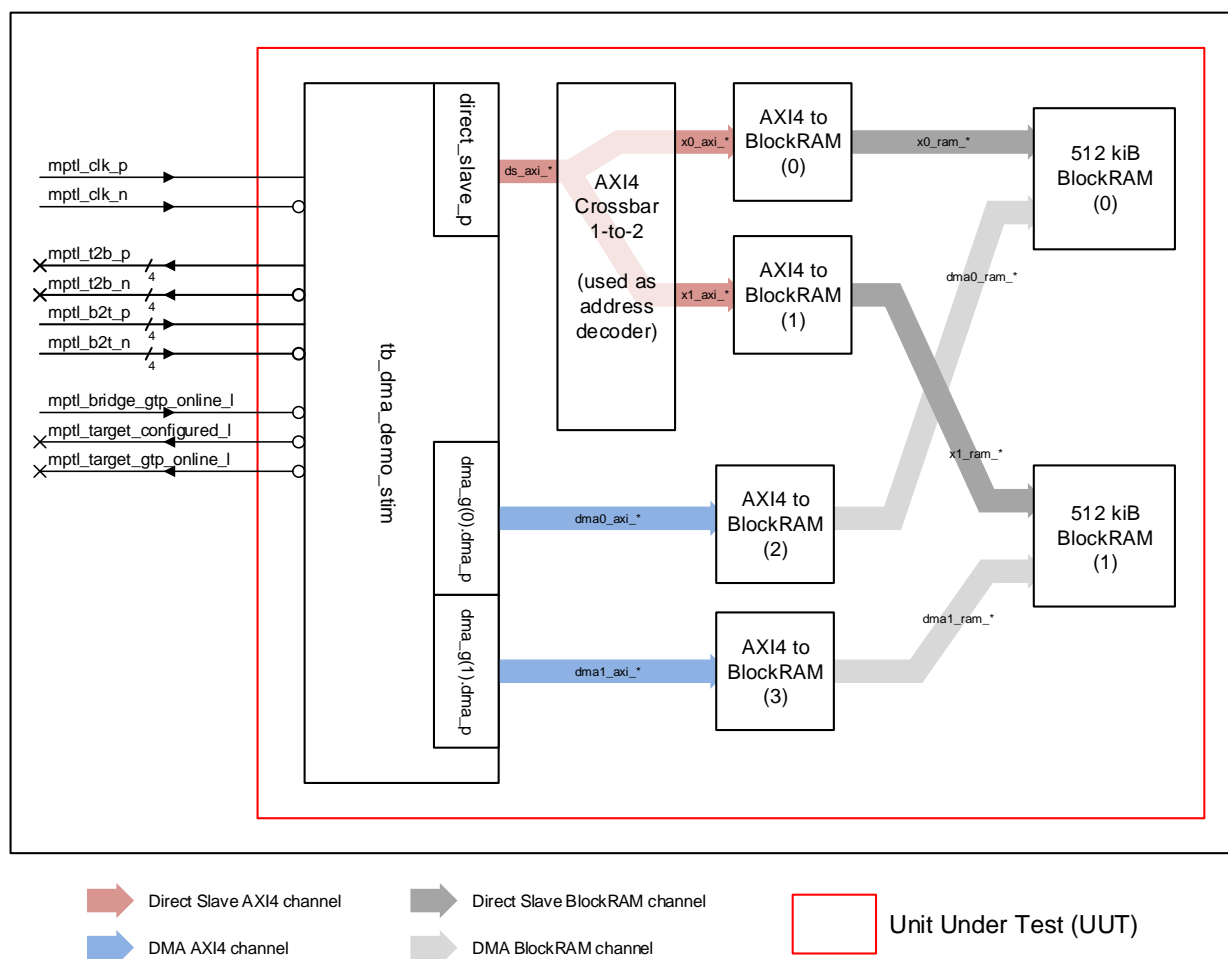 mptl_clk_p
mptl_clk_n
mptl_t2b_p
4
mptl_t2b_n
4
mptl_b2t_p
4
mptl_b2t_n
4
mptl_bridge_gtp_online_l
mptl_target_configured_l
mptl_target_gtp_online_l
tb_dma_demo_stim
direct_slave_p
dma_g(0).dma_p
dma_g(1).dma_p
ds_axi_*
AXI4
Crossbar
1-to-2
(used as
address
decoder)
x0_axi_*
x1_axi_*
AXI4 to
BlockRAM
(0)
AXI4 to
BlockRAM
(1)
x0_ram_*
512 kiB
BlockRAM
(0)
dma0_ram_*
x1_ram_*
dma0_axi_*
AXI4 to
BlockRAM
(2)
512 kiB
BlockRAM
(1)
dma1_axi_*
AXI4 to
BlockRAM
(3)
dma1_ram_*
Direct Slave AXI4 channel
Direct Slave BlockRAM channel
DMA AXI4 channel
DMA BlockRAM channel
Unit Under Test (UUT)